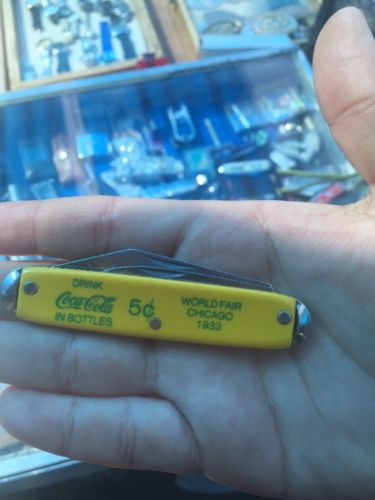 DRINK
Coca-Cola
IN BOTTLES
5¢
WORLD FAIR
CHICAGO
1933